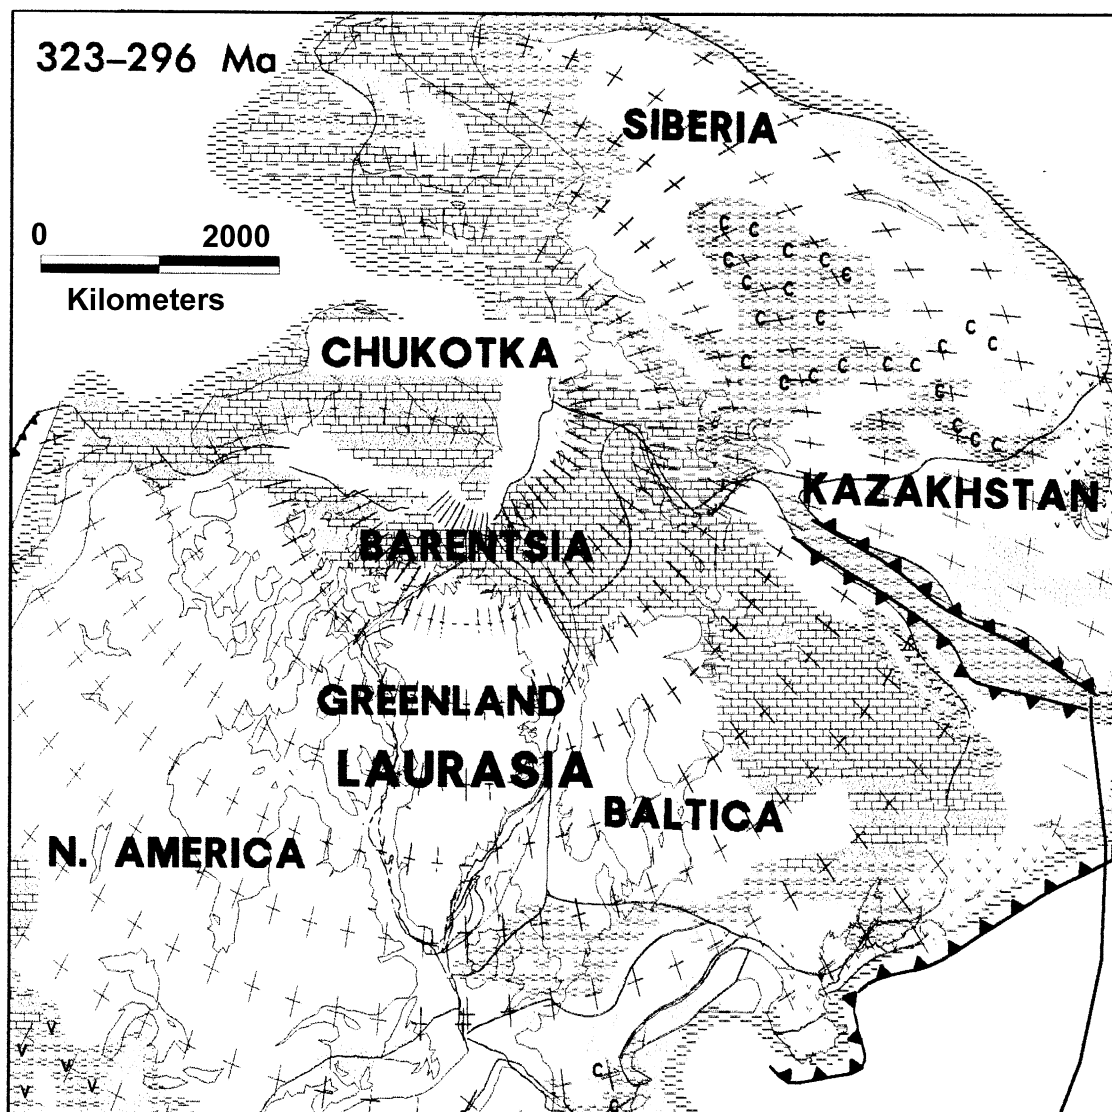 323–296 Ma
SIBERIA
0 2000
Kilometers
CHUKOTKA
KAZAKHSTAN
BARENTSIA
GREENLAND
LAURASIA
BALTICA
N. AMERICA